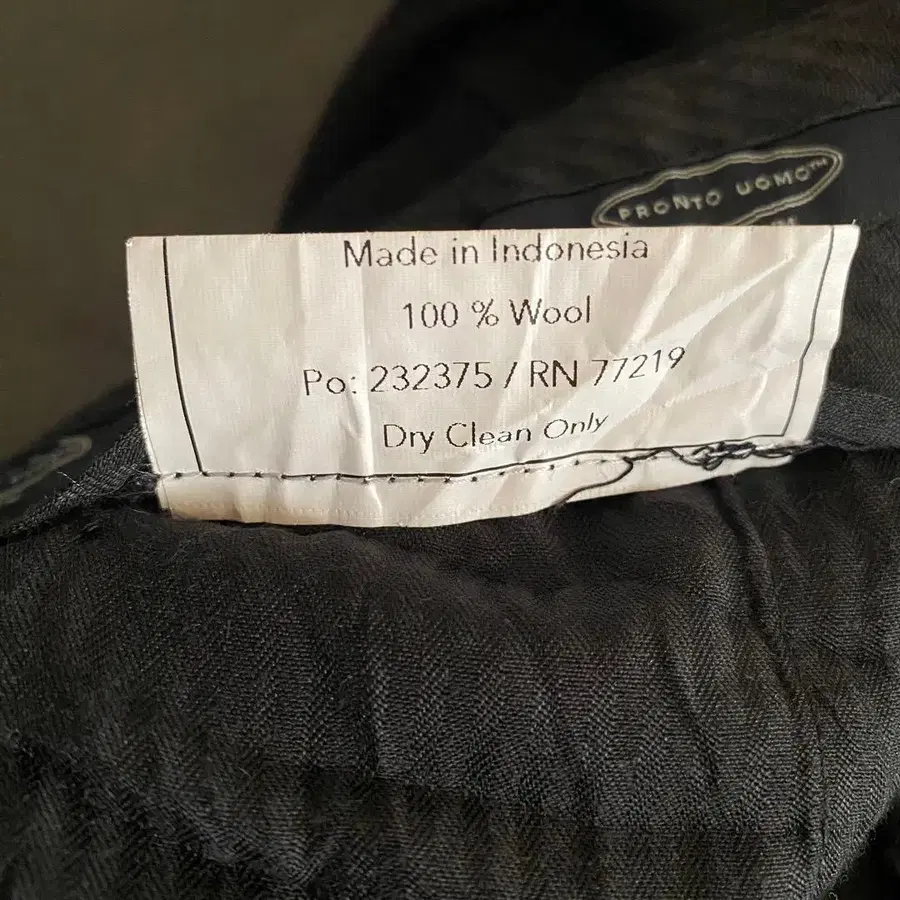 PRONTO UOMO™
Made in Indonesia
100 % Wool
Po: 232375 / RN 77219
Dry Clean Only